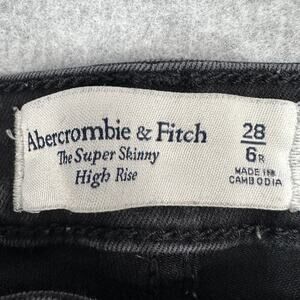 Abercrombie & Fitch
The Super Skinny
High Rise
28
6R
MADE IN
CAMBODIA